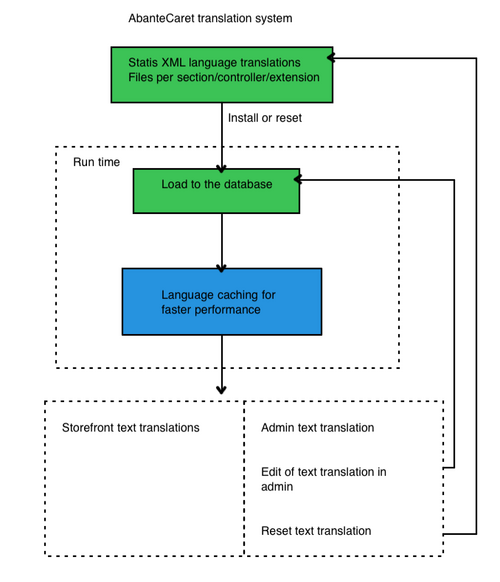 AbanteCaret translation system
Statis XML language translations
Files per section/controller/extension
Install or reset
Run time
Load to the database
Language caching for
faster performance
Storefront text translations
Admin text translation
Edit of text translation in
admin
Reset text translation